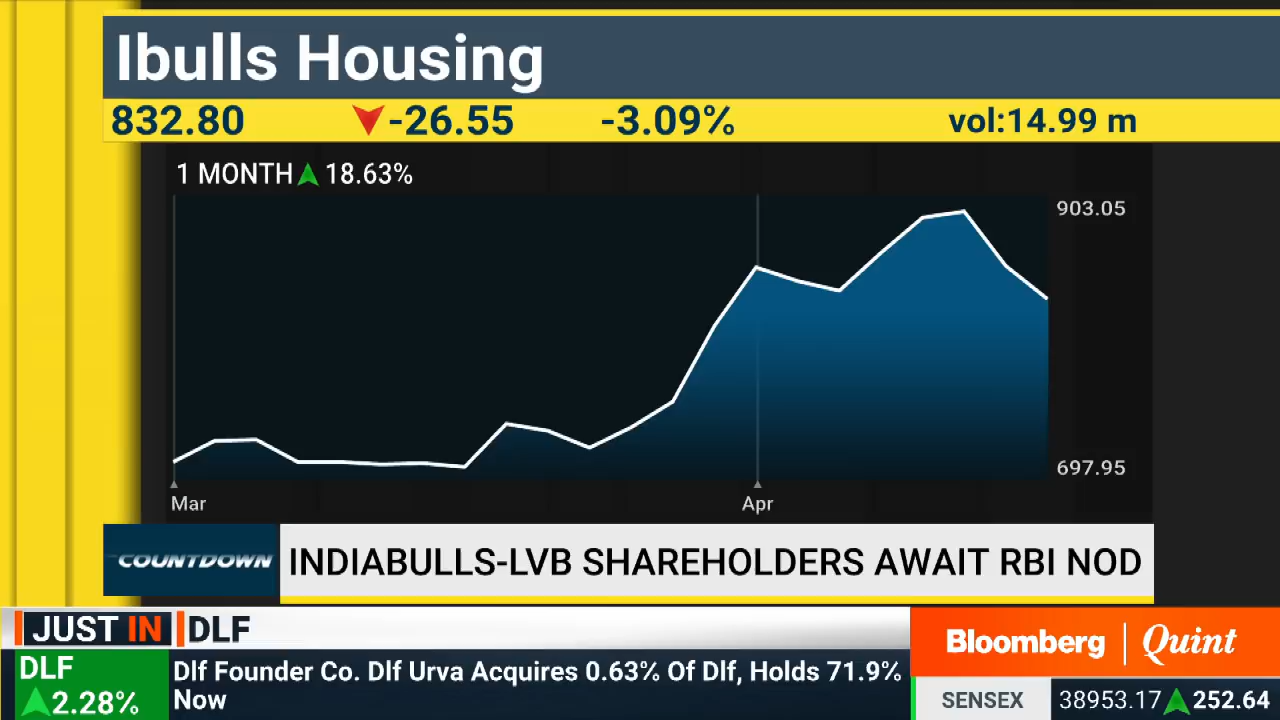 Ibulls Housing
832.80 ▼-26.55 -3.09% vol:14.99 m
1 MONTH▲18.63%
903.05
697.95
Mar Apr
COUNTDOWN
INDIABULLS-LVB SHAREHOLDERS AWAIT RBI NOD
JUST IN DLF
DLF
▲2.28%
Dlf Founder Co. Dlf Urva Acquires 0.63% Of Dlf, Holds 71.9%
Now
Bloomberg | Quint
SENSEX 38953.17▲252.64